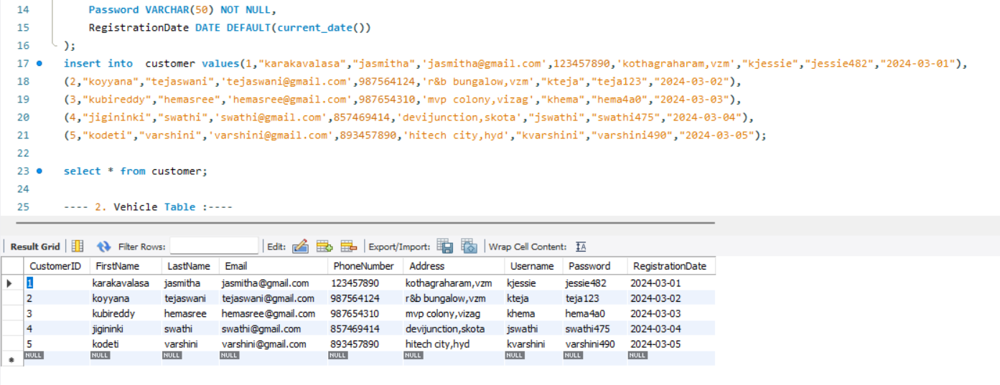 14 Password VARCHAR(50) NOT NULL,
15 RegistrationDate DATE DEFAULT(current_date())
16 );
17 insert into  customer values(1,"karakavalasa","jasmitha",'jasmitha@gmail.com',123457890,'kothagraharam,vzm',"kjessie","jessie482","2024-03-01"),
18 (2,"koyyana","tejaswani",'tejaswani@gmail.com',987564124,'r&b bungalow,vzm',"kteja","teja123","2024-03-02"),
19 (3,"kubireddy","hemasree",'hemasree@gmail.com',987654310,'mvp colony,vizag',"khema","hema4a0","2024-03-03"),
20 (4,"jigininki","swathi",'swathi@gmail.com',857469414,'devijunction,skota',"jswathi","swathi475","2024-03-04"),
21 (5,"kodeti","varshini",'varshini@gmail.com',893457890,'hitech city,hyd',"kvarshini","varshini490","2024-03-05");
22
23 select * from customer;
24
25 ---- 2. Vehicle Table :----
Result Grid Filter Rows: Edit: Export/Import: Wrap Cell Content: IA
CustomerID FirstName LastName Email PhoneNumber Address Username Password RegistrationDate
1 karakavalasa jasmitha jasmitha@gmail.com 123457890 kothagraharam,vzm kjessie jessie482 2024-03-01
2 koyyana tejaswani tejaswani@gmail.com 987564124 r&b bungalow,vzm kteja teja123 2024-03-02
3 kubireddy hemasree hemasree@gmail.com 987654310 mvp colony,vizag khema hema4a0 2024-03-03
4 jigininki swathi swathi@gmail.com 857469414 devijunction,skota jswathi swathi475 2024-03-04
5 kodeti varshini varshini@gmail.com 893457890 hitech city,hyd kvarshini varshini490 2024-03-05
NULL NULL NULL NULL NULL NULL NULL NULL NULL